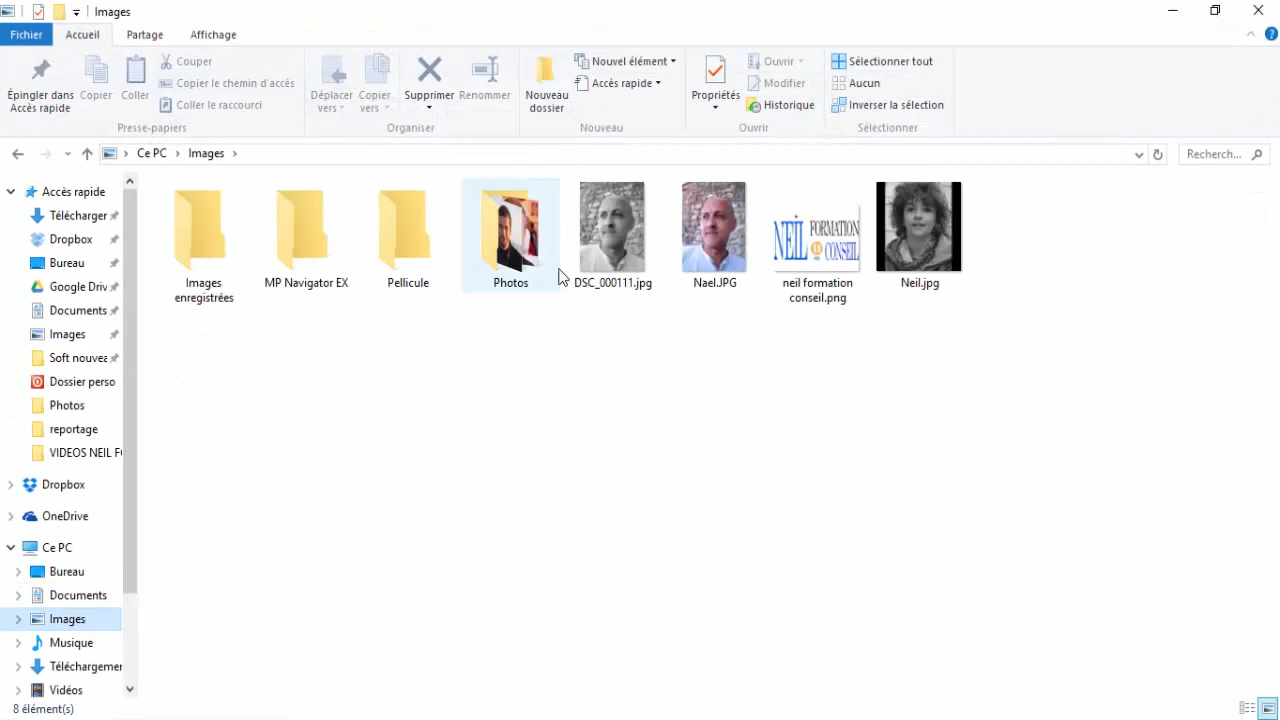 Images
Fichier
Accueil
Partage
Affichage
Épingler dans
Accès rapide
Copier
Coller
Couper
Copier le chemin d'accès
Coller le raccourci
Presse-papiers
Déplacer
vers
Copier
vers
Supprimer
Renommer
Organiser
Nouveau
dossier
Nouvel élément
Accès rapide
Nouveau
Propriétés
Ouvrir
Modifier
Historique
Ouvrir
Sélectionner tout
Aucun
Inverser la sélection
Sélectionner
Ce PC
Images
Recherch...
Accès rapide
Télécharger
Dropbox
Bureau
Google Driv
Documents
Images
Soft nouvea
Dossier perso
Photos
reportage
VIDEOS NEIL FO
Dropbox
OneDrive
Ce PC
Bureau
Documents
Images
Musique
Téléchargemer
Vidéos
Images
enregistrées
MP Navigator EX
Pellicule
Photos
DSC_000111.jpg
Nael.JPG
NEIL FORMATION
CONSEIL
neil formation
conseil.png
Neil.jpg
8 élément(s)